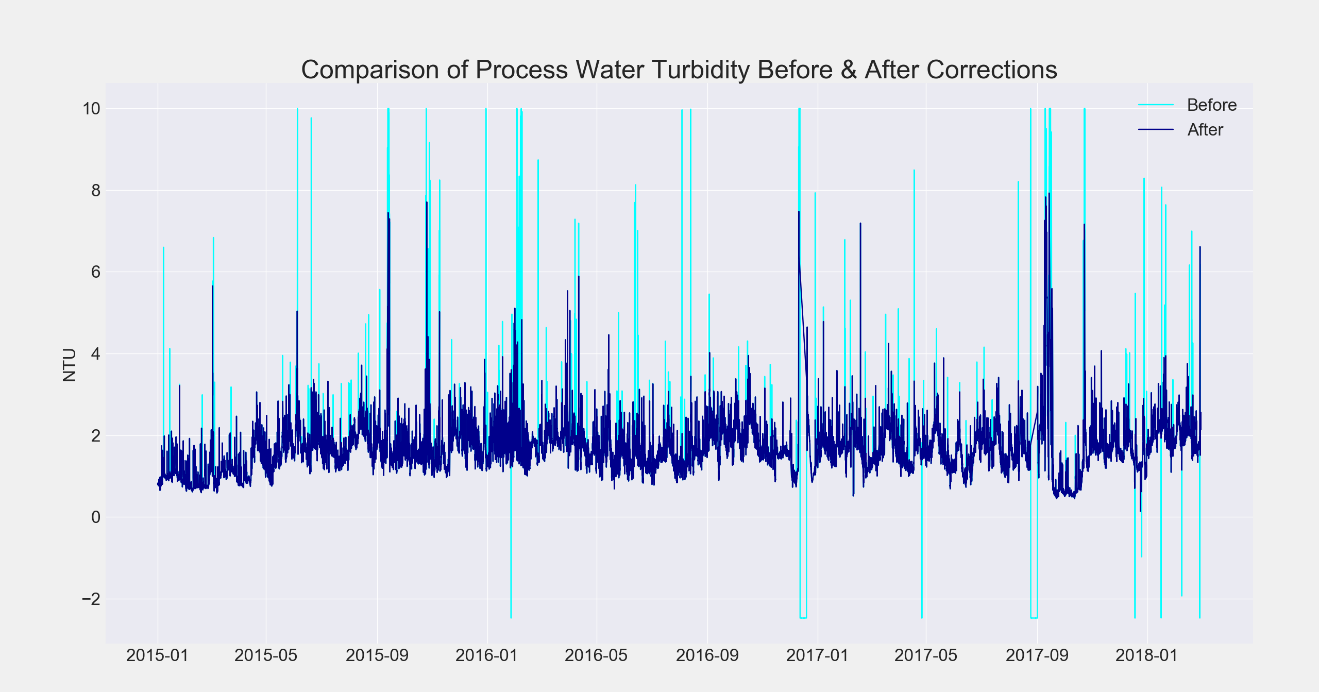 Comparison of Process Water Turbidity Before & After Corrections
Before
After
NTU
10
8
6
4
2
0
−2
2015-01 2015-05 2015-09 2016-01 2016-05 2016-09 2017-01 2017-05 2017-09 2018-01